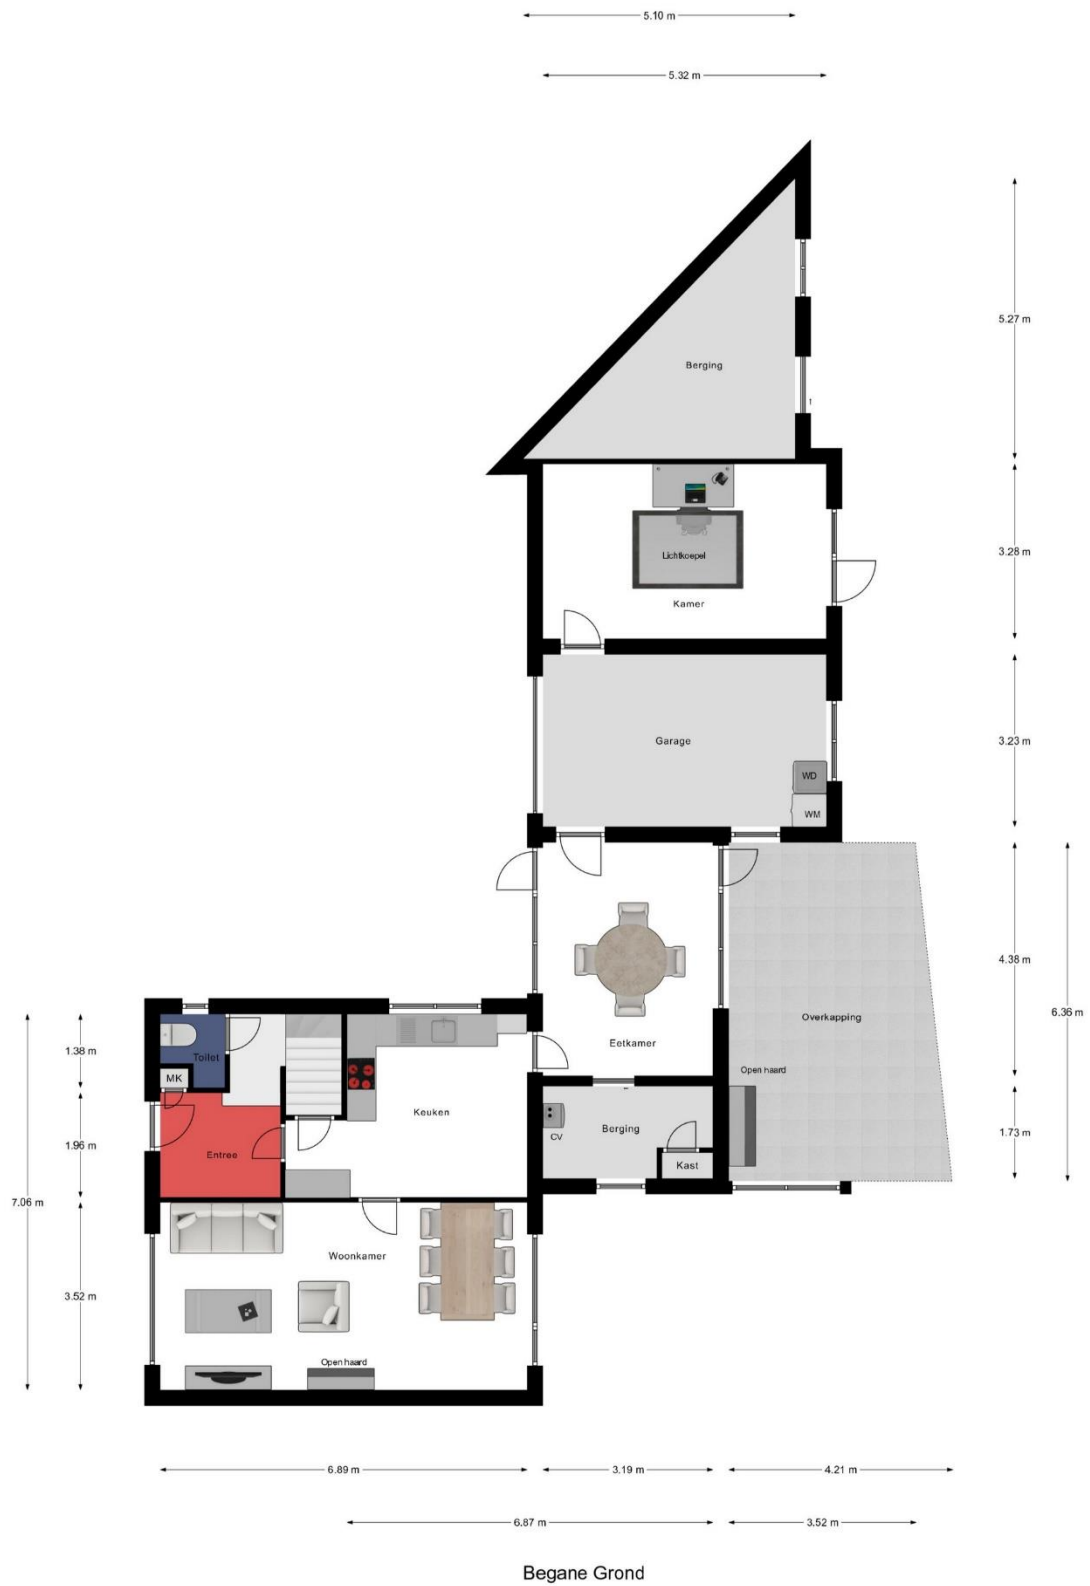 5.10 m
5.32 m
5.27 m
Berging
3.28 m
Lichtkoepel
Kamer
3.23 m
Garage
WD
WM
4.38 m
6.36 m
Overkapping
1.38 m
Toilet
Eetkamer
Open haard
MK
Keuken
1.96 m
Entree
CV
Berging
1.73 m
Kast
7.06 m
Woonkamer
3.52 m
Open haard
6.89 m
3.19 m
4.21 m
6.87 m
3.52 m
Begane Grond